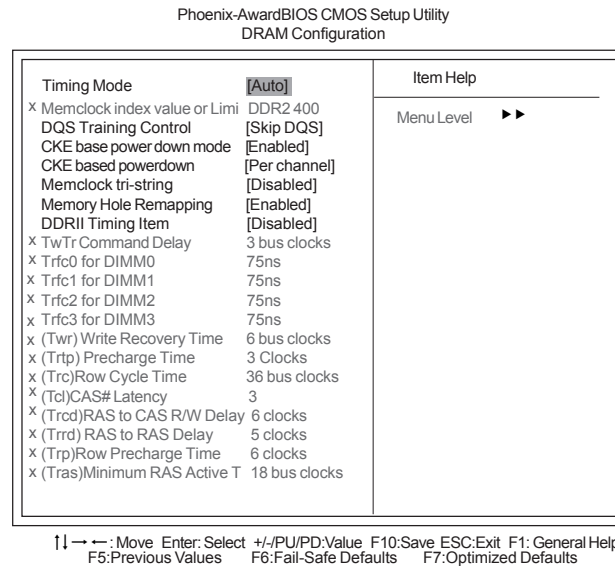 Phoenix-AwardBIOS CMOS Setup Utility
DRAM Configuration
Timing Mode [Auto]
Item Help
x Memclock index value or Limi DDR2 400
Menu Level ▶▶
DQS Training Control [Skip DQS]
CKE base power down mode [Enabled]
CKE based powerdown [Per channel]
Memclock tri-string [Disabled]
Memory Hole Remapping [Enabled]
DDRII Timing Item [Disabled]
x TwTr Command Delay 3 bus clocks
x Trfc0 for DIMM0 75ns
x Trfc1 for DIMM1 75ns
x Trfc2 for DIMM2 75ns
x Trfc3 for DIMM3 75ns
x (Twr) Write Recovery Time 6 bus clocks
x (Trtp) Precharge Time 3 Clocks
x (Trc)Row Cycle Time 36 bus clocks
x (Tcl)CAS# Latency 3
x (Trcd)RAS to CAS R/W Delay 6 clocks
x (Trrd) RAS to RAS Delay 5 clocks
x (Trp)Row Precharge Time 6 clocks
x (Tras)Minimum RAS Active T 18 bus clocks
↑↓→←: Move Enter: Select +/-/PU/PD:Value F10:Save ESC:Exit F1: General Help
F5:Previous Values F6:Fail-Safe Defaults F7:Optimized Defaults